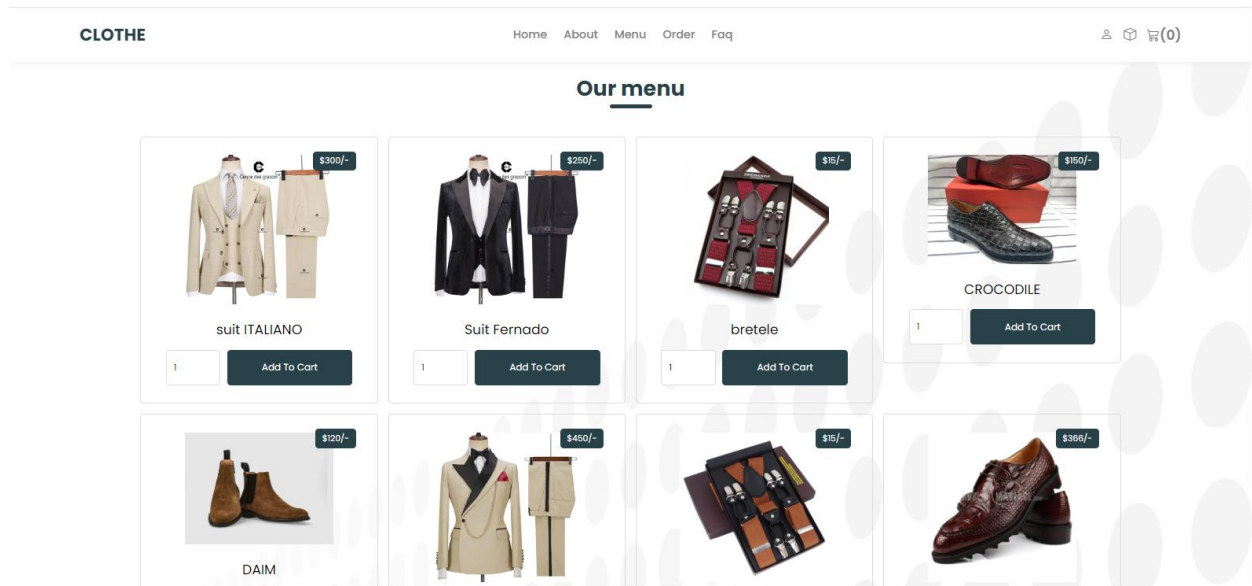 CLOTHE
Home About Menu Order Faq
(0)
Our menu
$300/-
$250/-
$15/-
$150/-
suit ITALIANO
Suit Fernado
bretele
CROCODILE
1 Add To Cart
1 Add To Cart
1 Add To Cart
1 Add To Cart
$120/-
$450/-
$15/-
$366/-
DAIM